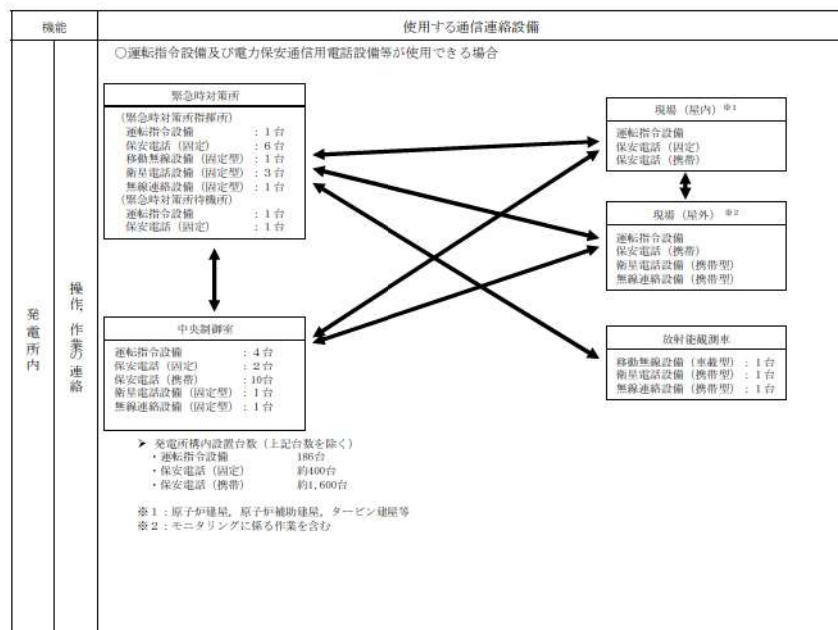 機能
使用する通信連絡設備
発電所内
操作，作業の連絡
○運転指令設備及び電力保安通信用電話設備等が使用できる場合
緊急時対策所
(緊急時対策所指揮所)
運転指令設備 : 1台
保安電話(固定) : 6台
移動無線設備(固定型) : 1台
衛星電話設備(固定型) : 3台
無線連絡設備(固定型) : 1台
(緊急時対策所待機所)
運転指令設備 : 1台
保安電話(固定) : 1台
現場(屋内) ※1
運転指令設備
保安電話(固定)
保安電話(携帯)
現場(屋外) ※2
運転指令設備
保安電話(携帯)
衛星電話設備(携帯型)
無線連絡設備(携帯型)
中央制御室
運転指令設備 : 4台
保安電話(固定) : 2台
保安電話(携帯) : 10台
衛星電話設備(固定型) : 1台
無線連絡設備(固定型) : 1台
放射能観測車
移動無線設備(車載型) : 1台
衛星電話設備(携帯型) : 1台
無線連絡設備(携帯型) : 1台
➤ 発電所構内設置台数(上記台数を除く)
・運転指令設備 186台
・保安電話(固定) 約400台
・保安電話(携帯) 約1,600台
※1：原子炉建屋，原子炉補助建屋，タービン建屋等
※2：モニタリングに係る作業を含む